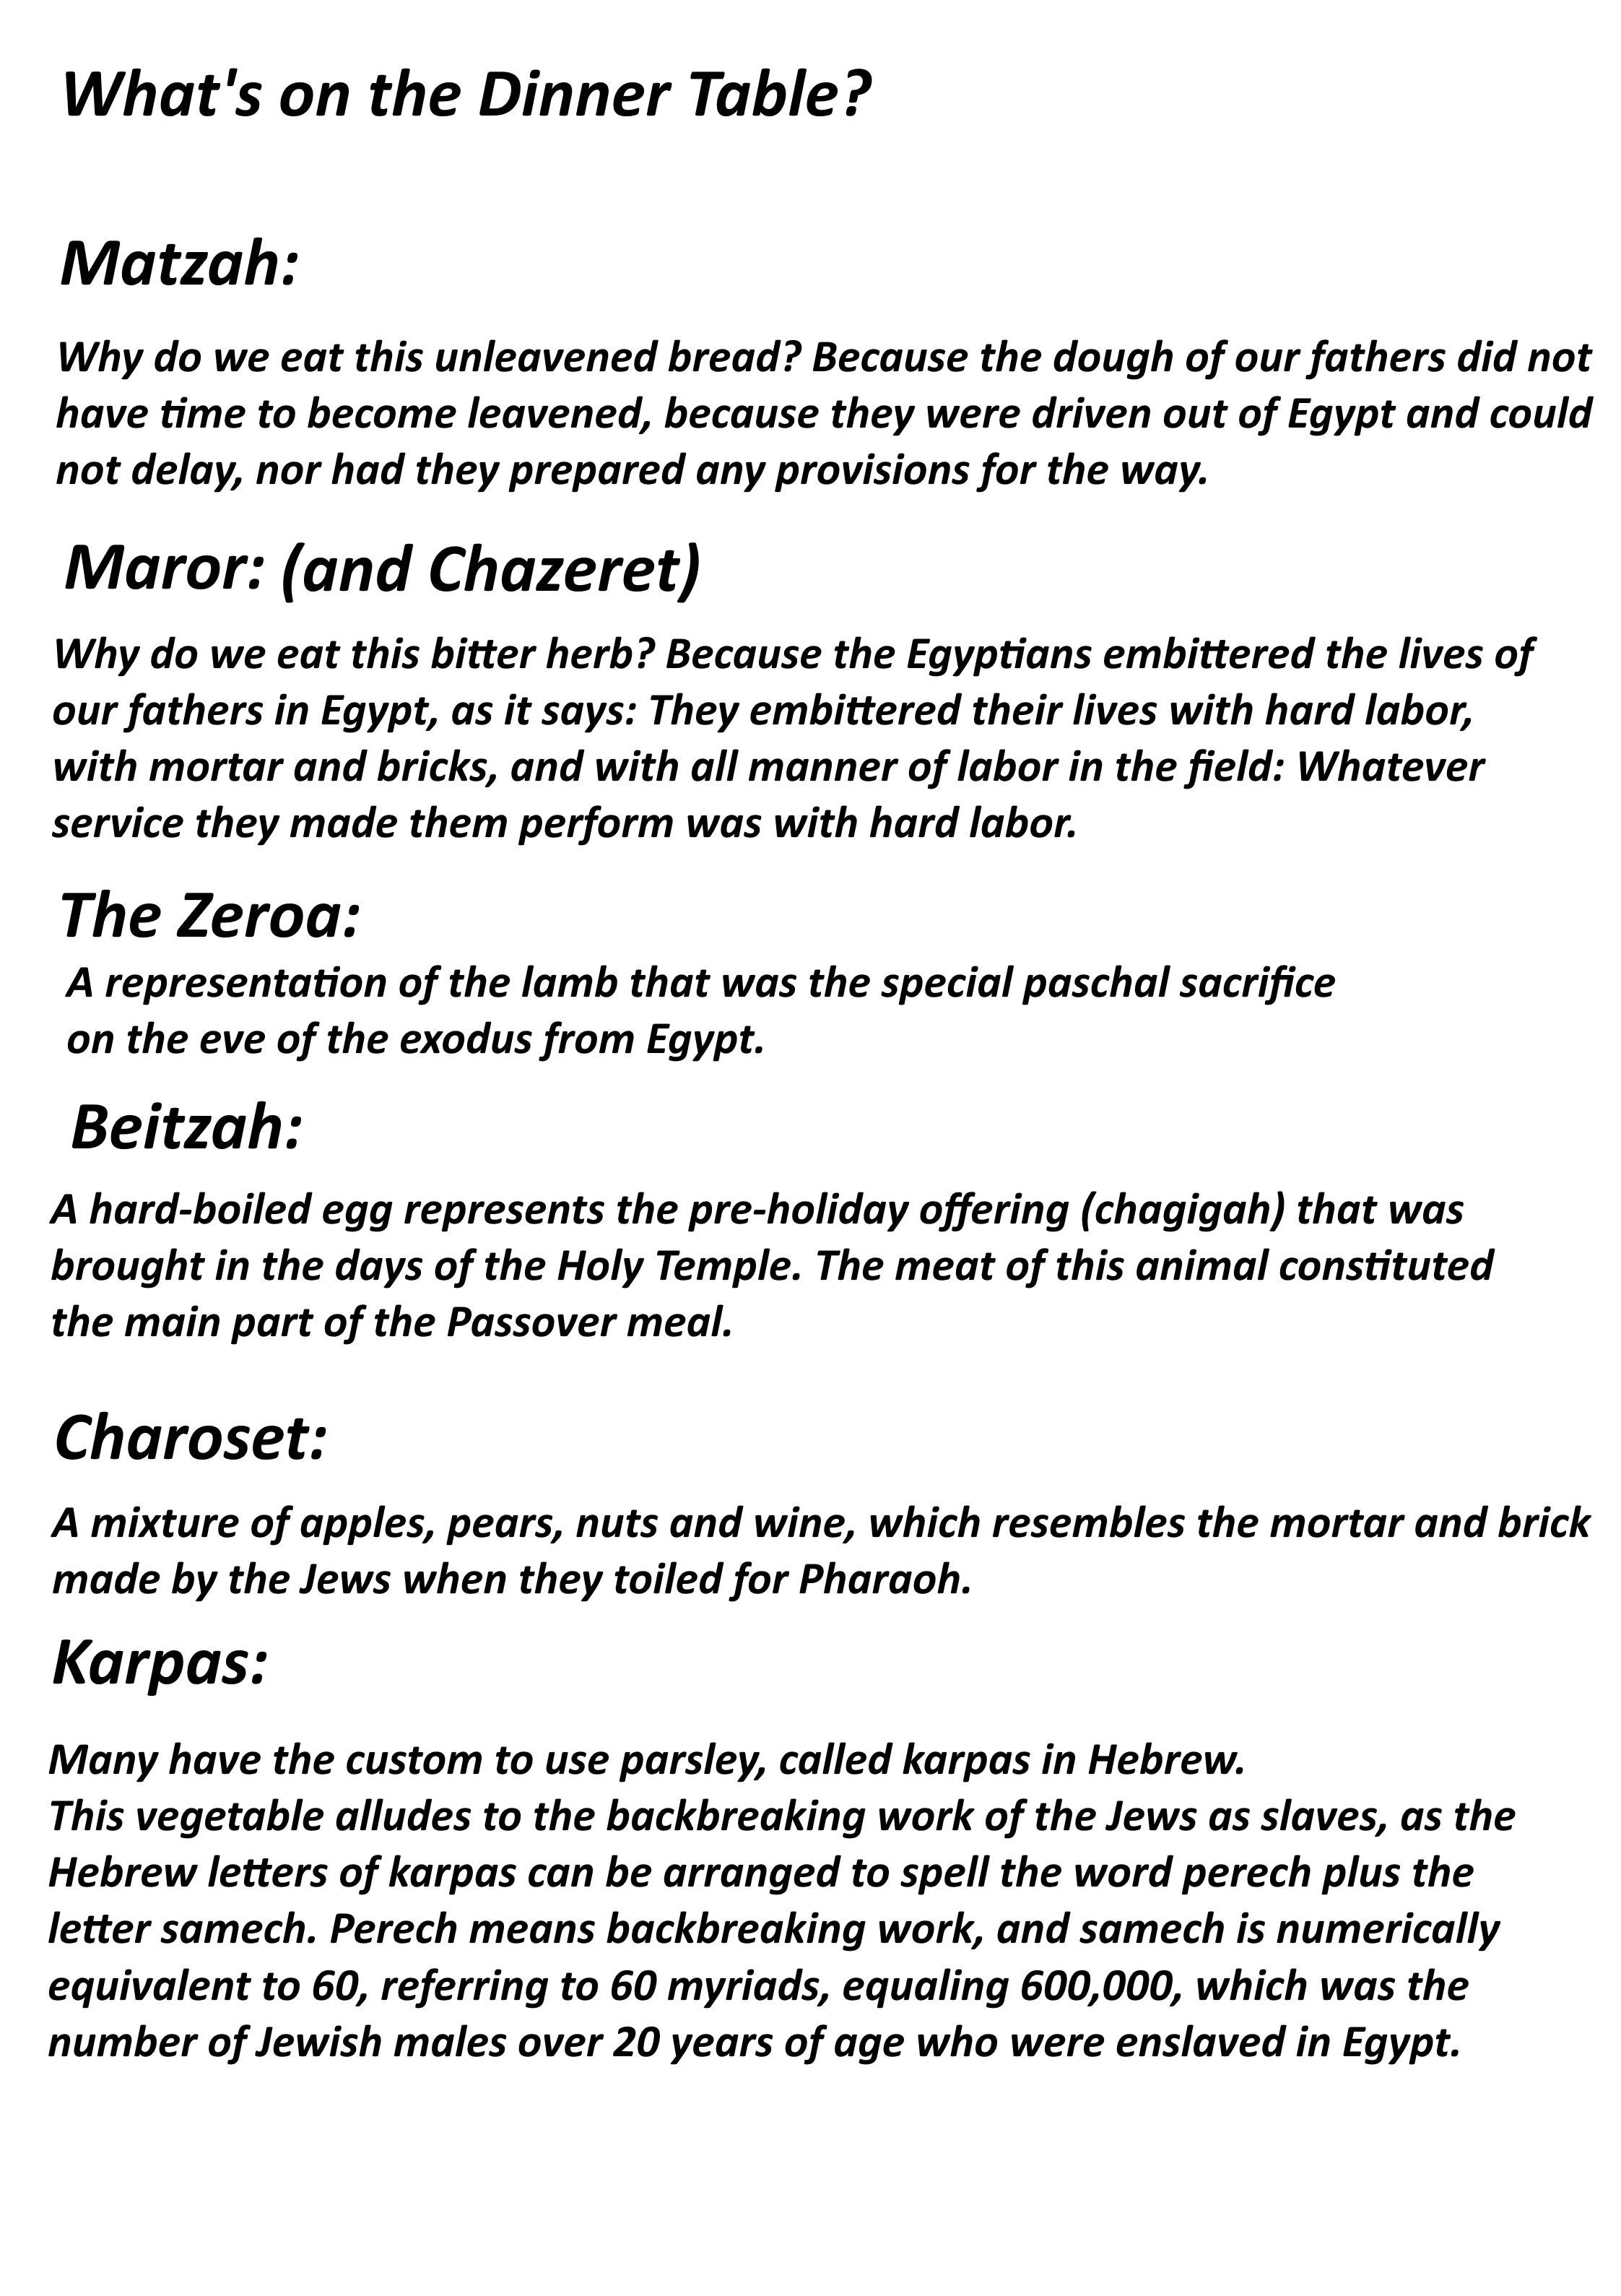 What's on the Dinner Table?
Matzah:
Why do we eat this unleavened bread? Because the dough of our fathers did not
have time to become leavened, because they were driven out of Egypt and could
not delay, nor had they prepared any provisions for the way.
Maror: (and Chazeret)
Why do we eat this bitter herb? Because the Egyptians embittered the lives of
our fathers in Egypt, as it says: They embittered their lives with hard labor,
with mortar and bricks, and with all manner of labor in the field: Whatever
service they made them perform was with hard labor.
The Zeroa:
A representation of the lamb that was the special paschal sacrifice
on the eve of the exodus from Egypt.
Beitzah:
A hard-boiled egg represents the pre-holiday offering (chagigah) that was
brought in the days of the Holy Temple. The meat of this animal constituted
the main part of the Passover meal.
Charoset:
A mixture of apples, pears, nuts and wine, which resembles the mortar and brick
made by the Jews when they toiled for Pharaoh.
Karpas:
Many have the custom to use parsley, called karpas in Hebrew.
This vegetable alludes to the backbreaking work of the Jews as slaves, as the
Hebrew letters of karpas can be arranged to spell the word perech plus the
letter samech. Perech means backbreaking work, and samech is numerically
equivalent to 60, referring to 60 myriads, equaling 600,000, which was the
number of Jewish males over 20 years of age who were enslaved in Egypt.